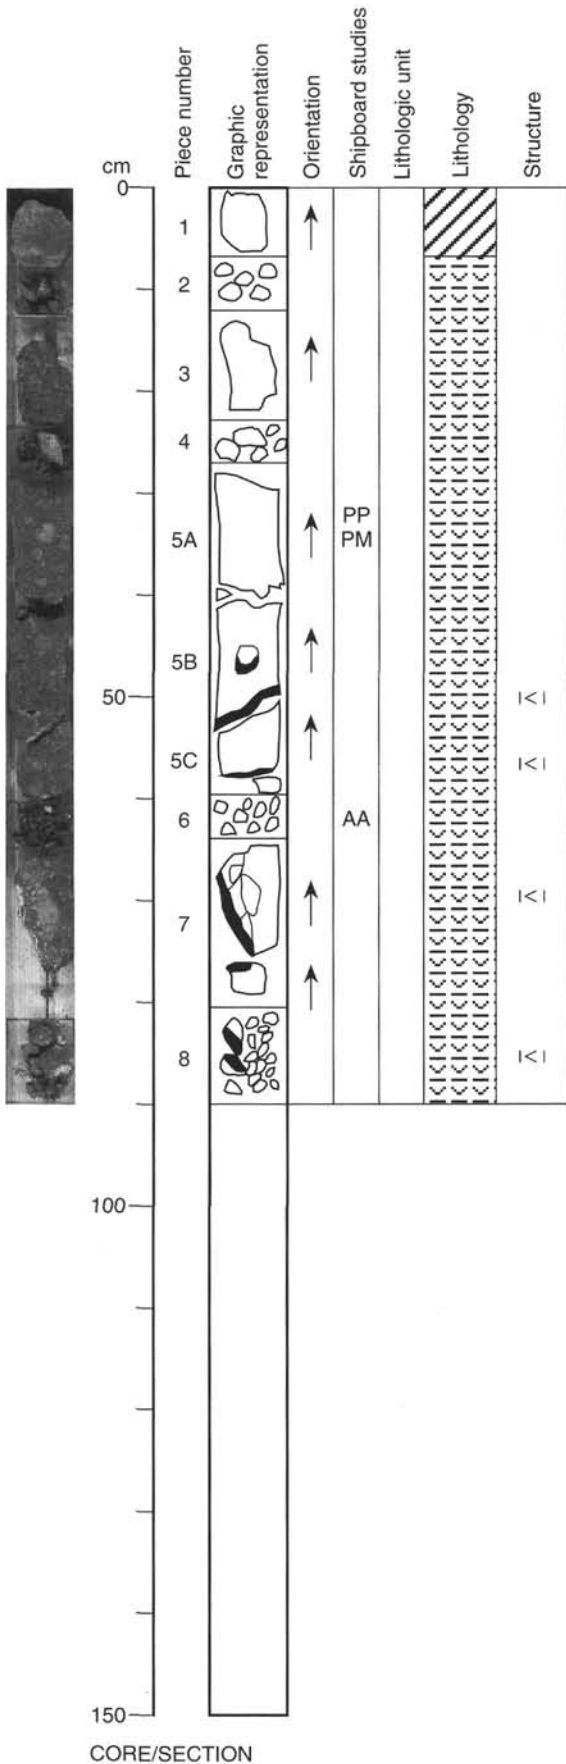 cm
Piece number
Graphic
representation
Orientation
Shipboard studies
Lithologic unit
Lithology
Structure
0
1
2
3
4
PP
5A PM
5B
50
5C
6 AA
7
8
100
150
CORE/SECTION